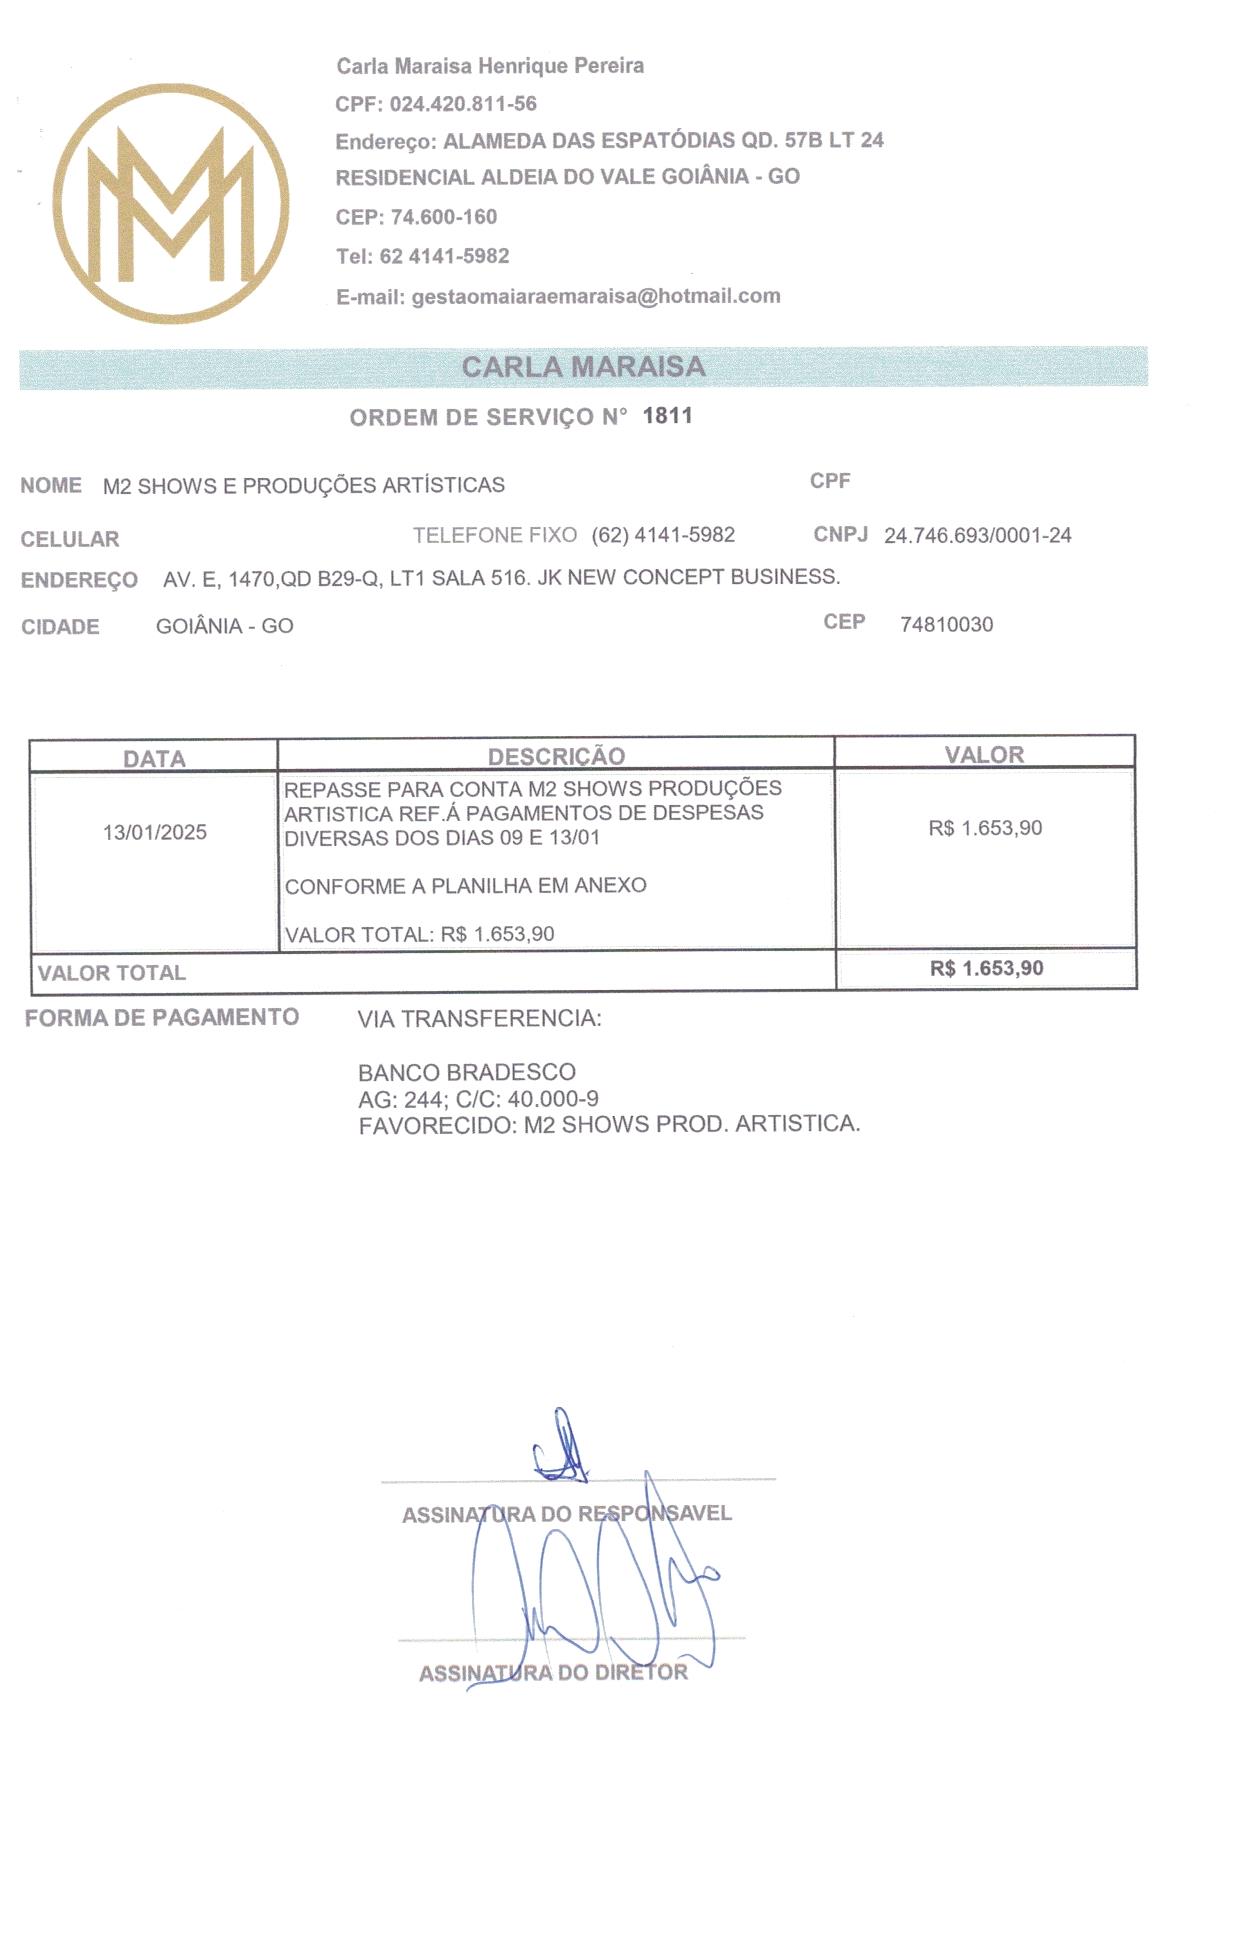 Carla Maraisa Henrique Pereira
CPF: 024.420.811-56
Endereço: ALAMEDA DAS ESPATÓDIAS QD. 57B LT 24
RESIDENCIAL ALDEIA DO VALE GOIÂNIA - GO
CEP: 74.600-160
Tel: 62 4141-5982
E-mail: gestaomaiaraemaraisa@hotmail.com
CARLA MARAISA
ORDEM DE SERVIÇO N° 1811
NOME M2 SHOWS E PRODUÇÕES ARTÍSTICAS CPF
CELULAR TELEFONE FIXO (62) 4141-5982 CNPJ 24.746.693/0001-24
ENDEREÇO AV. E, 1470,QD B29-Q, LT1 SALA 516. JK NEW CONCEPT BUSINESS.
CIDADE GOIÂNIA - GO CEP 74810030
DATA DESCRIÇÃO VALOR
REPASSE PARA CONTA M2 SHOWS PRODUÇÕES
ARTISTICA REF.Á PAGAMENTOS DE DESPESAS
13/01/2025 DIVERSAS DOS DIAS 09 E 13/01 R$ 1.653,90
CONFORME A PLANILHA EM ANEXO
VALOR TOTAL: R$ 1.653,90
VALOR TOTAL R$ 1.653,90
FORMA DE PAGAMENTO VIA TRANSFERENCIA:
BANCO BRADESCO
AG: 244; C/C: 40.000-9
FAVORECIDO: M2 SHOWS PROD. ARTISTICA.
ASSINATURA DO RESPONSAVEL
ASSINATURA DO DIRETOR